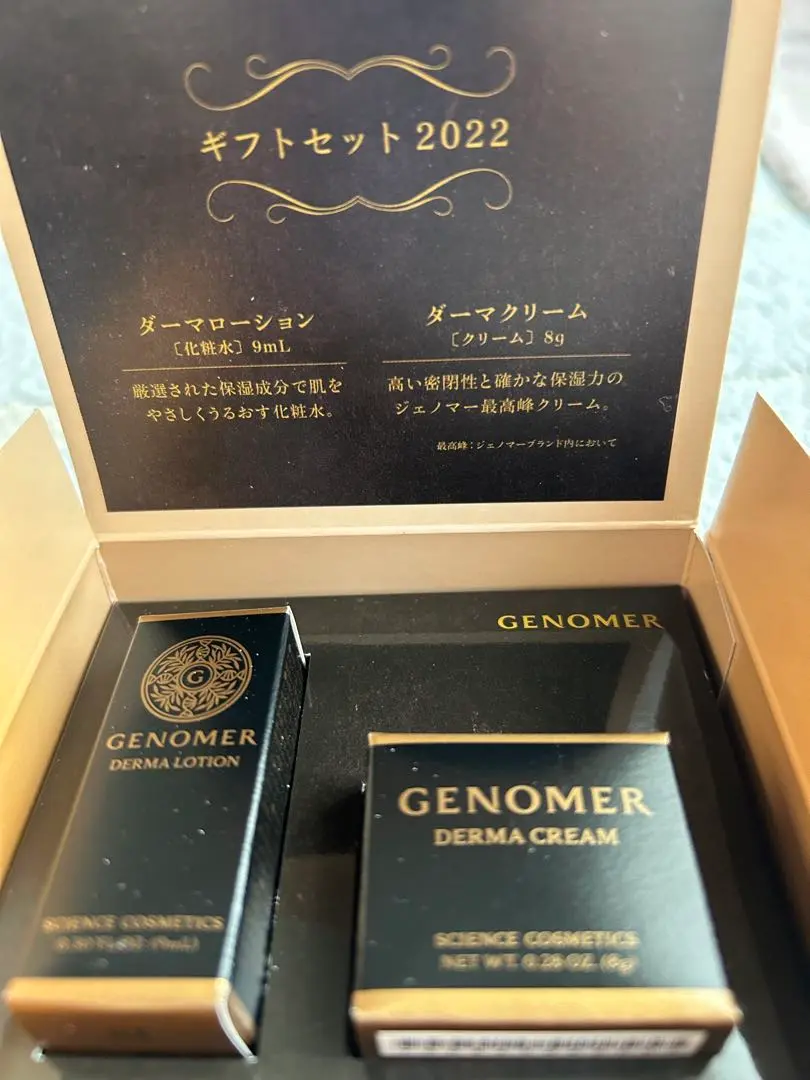 ギフトセット2022
ダーマローション
〔化粧水〕9mL
厳選された保湿成分で肌を
やさしくうるおす化粧水。
ダーマクリーム
〔クリーム〕8g
高い密閉性と確かな保湿力の
ジェノマー最高峰クリーム。
最高峰：ジェノマーブランド内において
GENOMER
G
GENOMER
DERMA LOTION
SCIENCE COSMETICS
GENOMER
DERMA CREAM
SCIENCE COSMETICS
NET WT. 0.28 OZ. (8g)